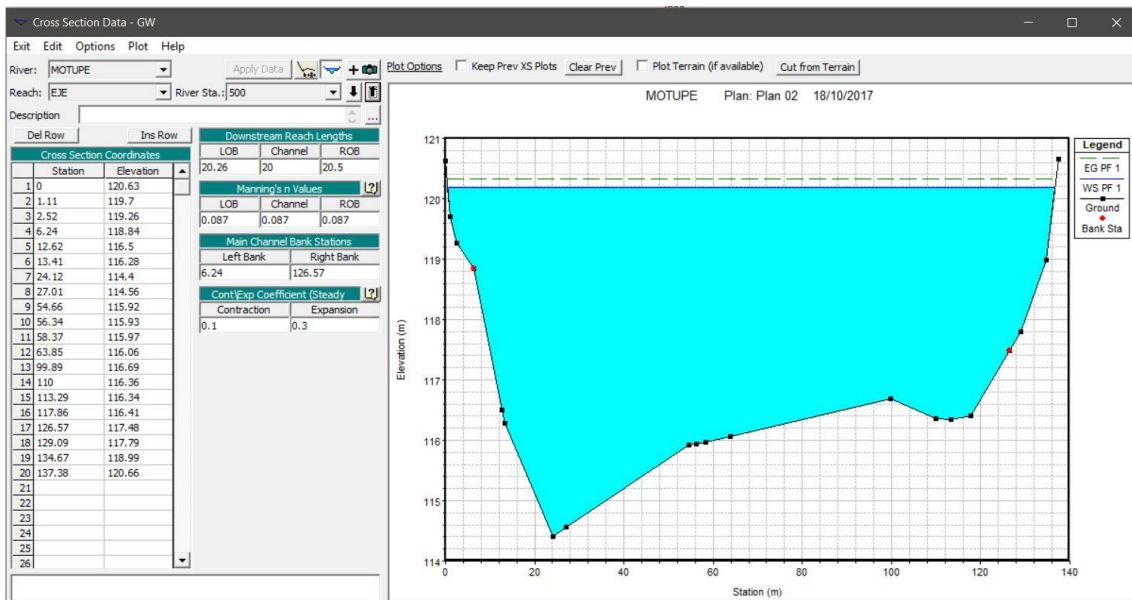 Cross Section Data - GW
Exit Edit Options Plot Help
River: MOTUPE Apply Data
Reach: EJE River Sta.: 500
Description ...
Del Row Ins Row
Cross Section Coordinates
Station Elevation
1 0 120.63
2 1.11 119.7
3 2.52 119.26
4 6.24 118.84
5 12.62 116.5
6 13.41 116.28
7 24.12 114.4
8 27.01 114.56
9 54.66 115.92
10 56.34 115.93
11 58.37 115.97
12 63.85 116.06
13 99.89 116.69
14 110 116.36
15 113.29 116.34
16 117.86 116.41
17 126.57 117.48
18 129.09 117.79
19 134.67 118.99
20 137.38 120.66
21
22
23
24
25
26
Downstream Reach Lengths
LOB Channel ROB
20.26 20 20.5
Manning's n Values ?
LOB Channel ROB
0.087 0.087 0.087
Main Channel Bank Stations
Left Bank Right Bank
6.24 126.57
Cont\Exp Coefficient (Steady ?
Contraction Expansion
0.1 0.3
Plot Options Keep Prev XS Plots Clear Prev Plot Terrain (if available) Cut from Terrain
MOTUPE Plan: Plan 02 18/10/2017
121
120
119
118
117
116
115
114
Elevation (m)
0 20 40 60 80 100 120 140
Station (m)
Legend
EG PF 1
WS PF 1
Ground
Bank Sta